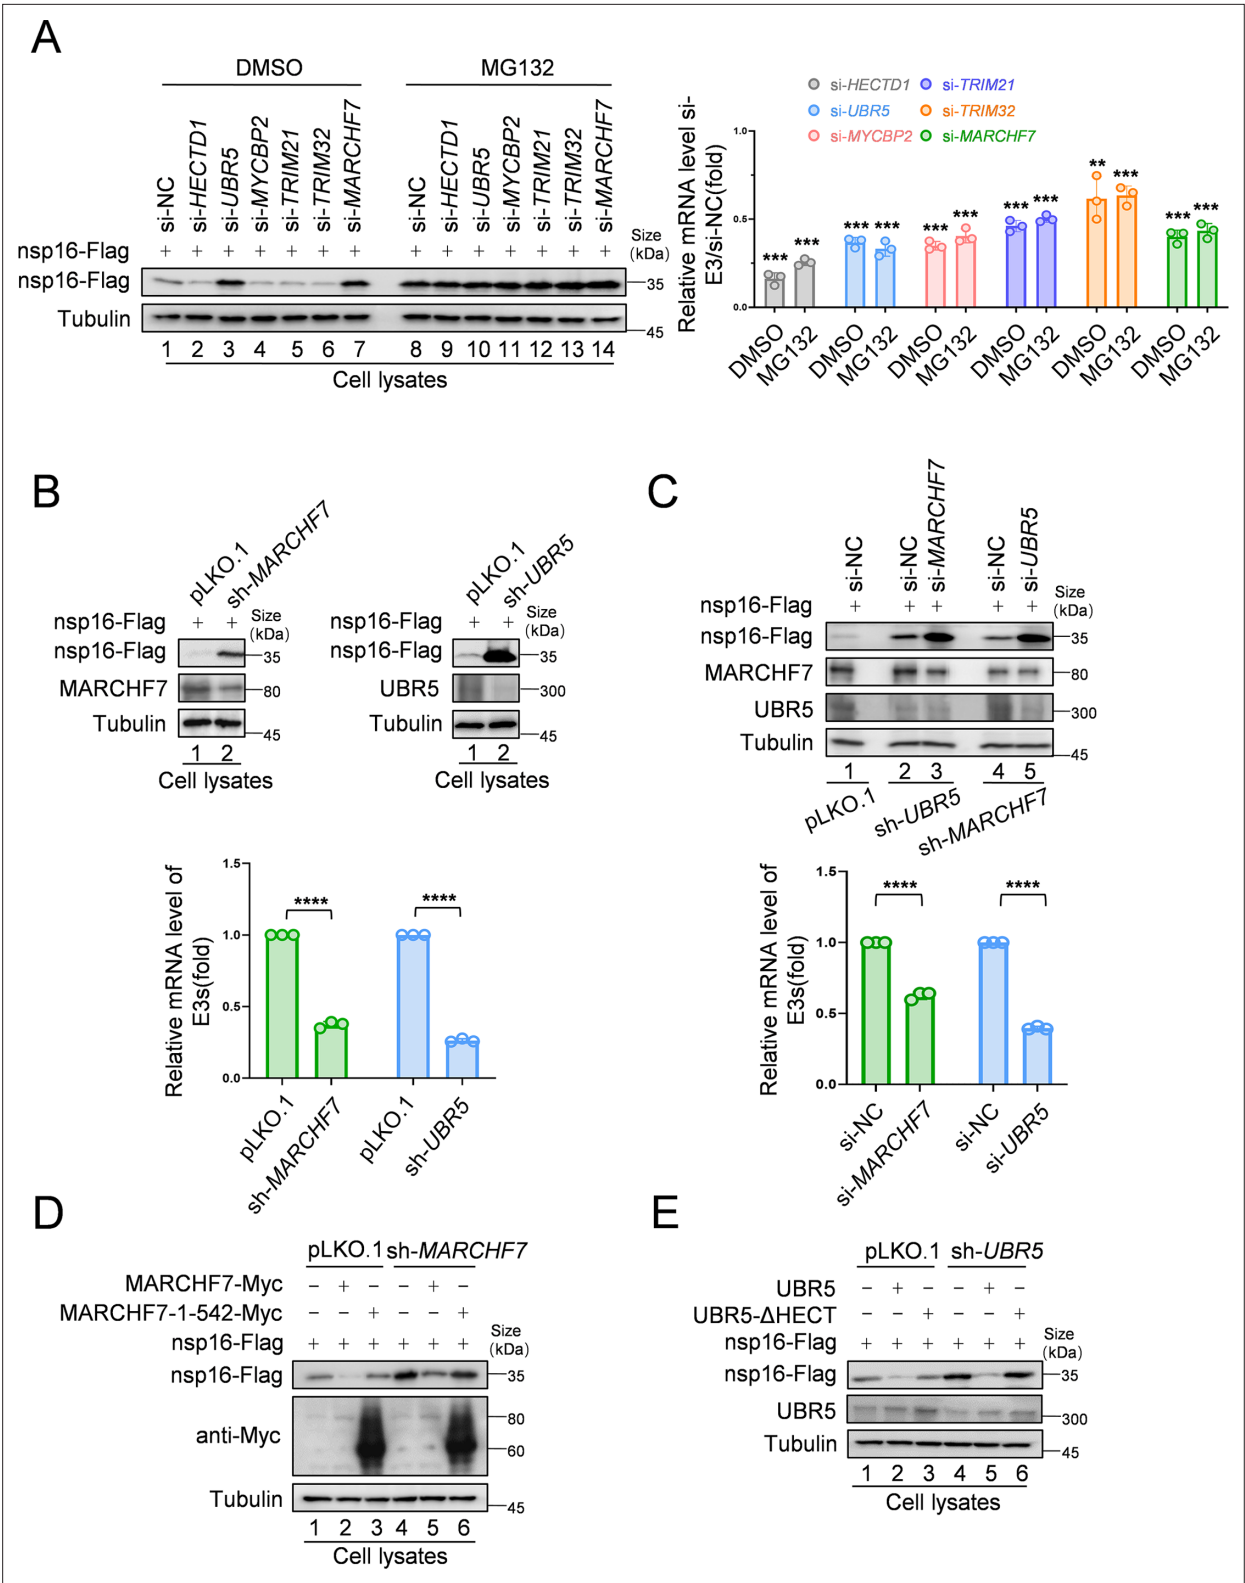 A
DMSO
MG132
si-NC
si-HECTD1
si-UBR5
si-MYCBP2
si-TRIM21
si-TRIM32
si-MARCHF7
si-NC
si-HECTD1
si-UBR5
si-MYCBP2
si-TRIM21
si-TRIM32
si-MARCHF7
Size
(kDa)
nsp16-Flag + + + + + + + + + + + + + +
nsp16-Flag
35
Tubulin
45
1 2 3 4 5 6 7 8 9 10 11 12 13 14
Cell lysates
si-HECTD1 si-TRIM21
si-UBR5 si-TRIM32
si-MYCBP2 si-MARCHF7
Relative mRNA level si-
E3/si-NC(fold)
1.0
0.5
0.0
*** *** *** *** *** *** *** *** ** *** *** ***
DMSO MG132 DMSO MG132 DMSO MG132 DMSO MG132 DMSO MG132 DMSO MG132
B
pLKO.1
sh-MARCHF7
Size
(kDa)
nsp16-Flag + +
nsp16-Flag
35
MARCHF7
80
Tubulin
45
1 2
Cell lysates
pLKO.1
sh-UBR5
Size
(kDa)
nsp16-Flag + +
nsp16-Flag
35
UBR5
300
Tubulin
45
1 2
Cell lysates
Relative mRNA level of
E3s(fold)
1.5
1.0
0.5
0.0
**** ****
pLKO.1 sh-MARCHF7 pLKO.1 sh-UBR5
C
si-NC
si-NC
si-MARCHF7
si-NC
si-UBR5
Size
(kDa)
nsp16-Flag + + + + +
nsp16-Flag
35
MARCHF7
80
UBR5
300
Tubulin
45
1 2 3 4 5
pLKO.1
sh-UBR5
sh-MARCHF7
Relative mRNA level of
E3s(fold)
1.5
1.0
0.5
0.0
**** ****
si-NC si-MARCHF7 si-NC si-UBR5
D
pLKO.1 sh-MARCHF7
MARCHF7-Myc − + − − + −
MARCHF7-1-542-Myc − − + − − +
nsp16-Flag + + + + + +
Size
(kDa)
nsp16-Flag
35
anti-Myc
80
60
Tubulin
45
1 2 3 4 5 6
Cell lysates
E
pLKO.1 sh-UBR5
UBR5 − + − − + −
UBR5-ΔHECT − − + − − +
nsp16-Flag + + + + + +
Size
(kDa)
nsp16-Flag
35
UBR5
300
Tubulin
45
1 2 3 4 5 6
Cell lysates